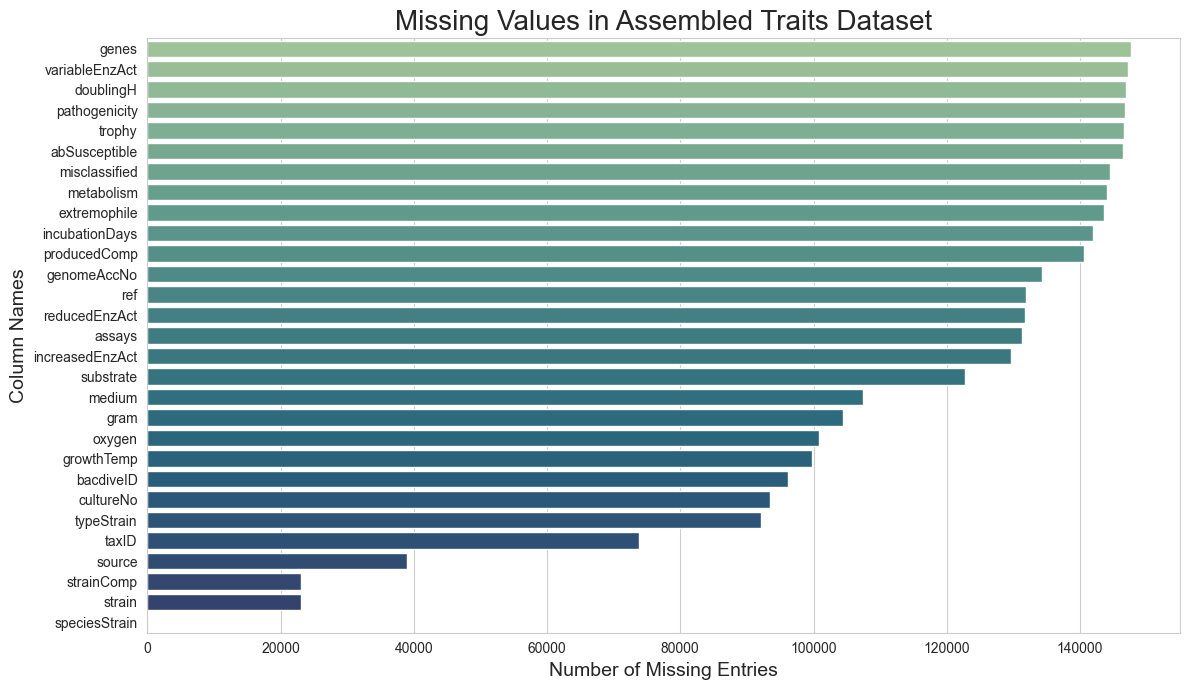 Missing Values in Assembled Traits Dataset
genes
variableEnzAct
doublingH
pathogenicity
trophy
abSusceptible
misclassified
metabolism
extremophile
incubationDays
producedComp
genomeAccNo
ref
reducedEnzAct
assays
increasedEnzAct
substrate
medium
gram
oxygen
growthTemp
bacdiveID
cultureNo
typeStrain
taxID
source
strainComp
strain
speciesStrain
Column Names
0 20000 40000 60000 80000 100000 120000 140000
Number of Missing Entries